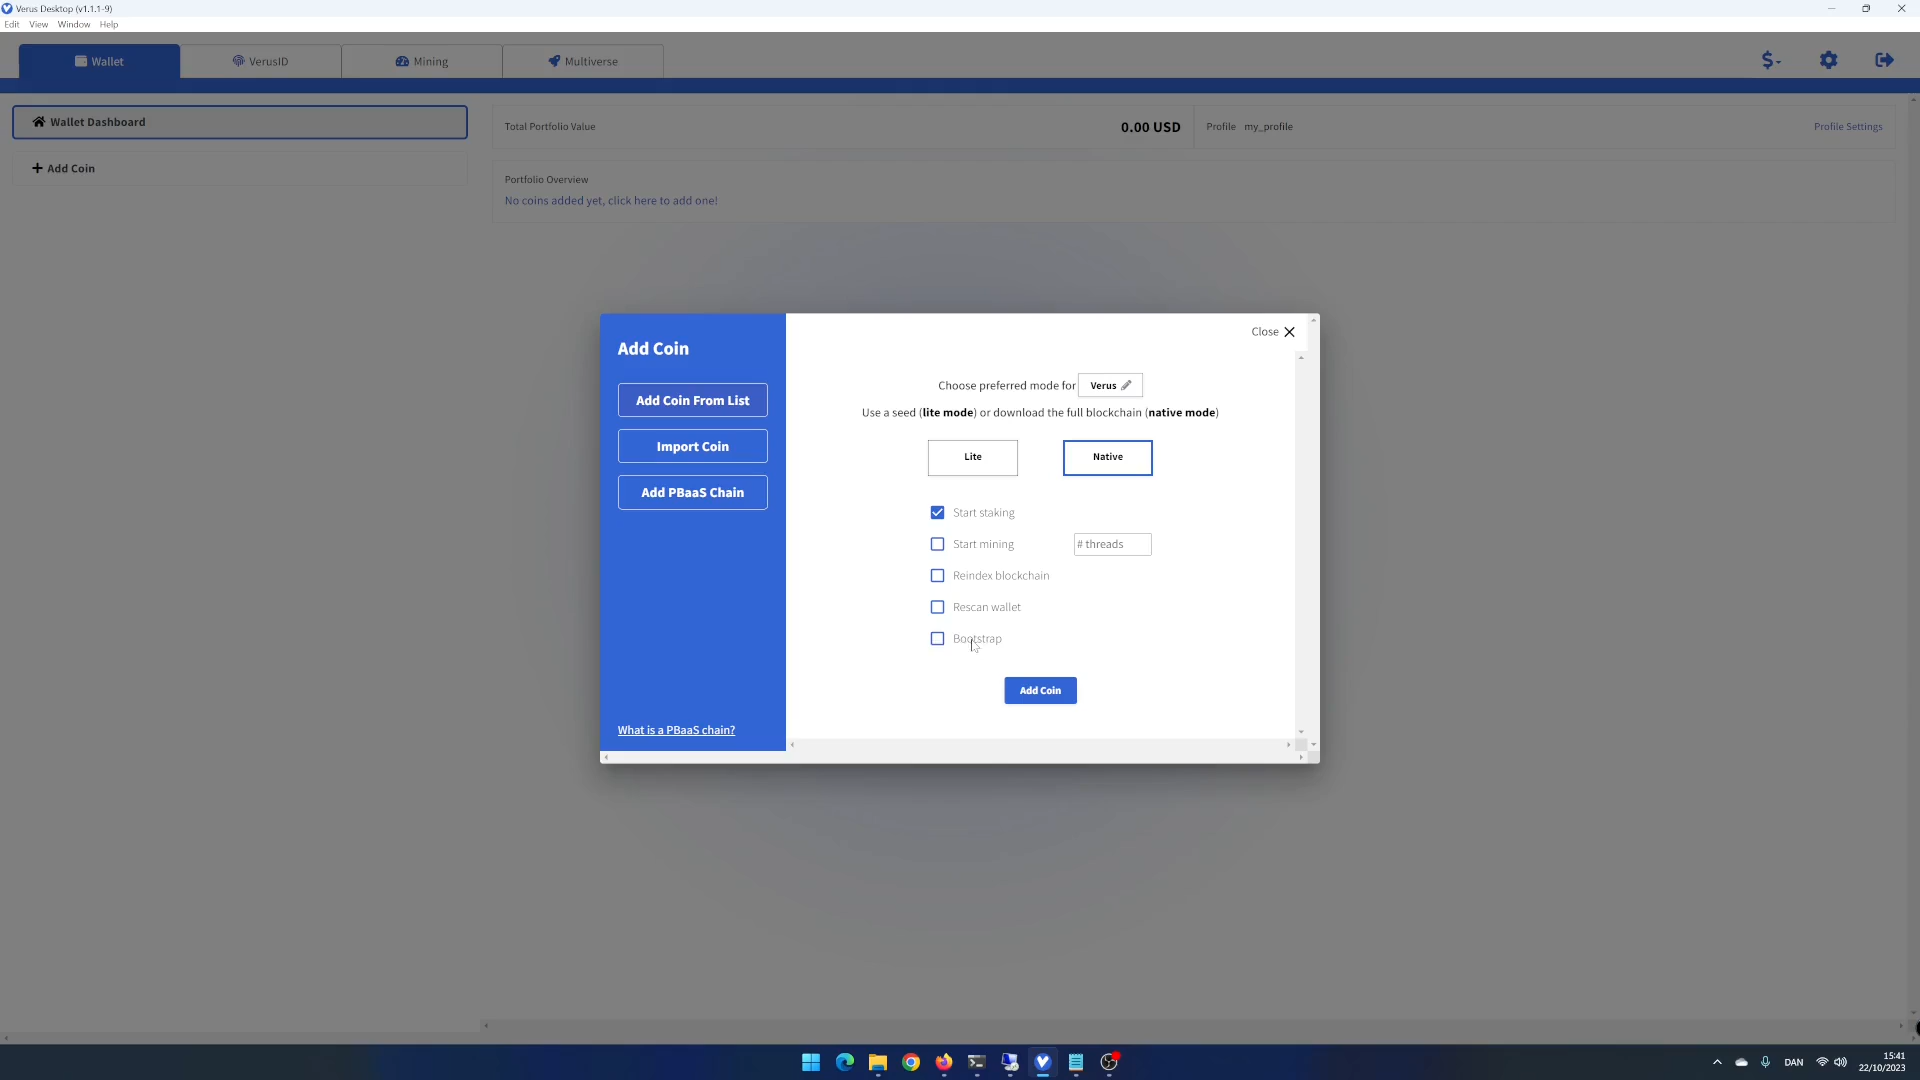 Verus Desktop (v1.1.1-9)
Edit View Window Help
Wallet VerusID Mining Multiverse
$
Wallet Dashboard
Add Coin
Total Portfolio Value 0.00 USD
Profile my_profile Profile Settings
Portfolio Overview
No coins added yet, click here to add one!
Add Coin
Add Coin From List
Import Coin
Add PBaaS Chain
What is a PBaaS chain?
Close
Choose preferred mode for Verus
Use a seed (lite mode) or download the full blockchain (native mode)
Lite Native
Start staking
Start mining # threads
Reindex blockchain
Rescan wallet
Bootstrap
Add Coin
DAN
15:41
22/10/2023